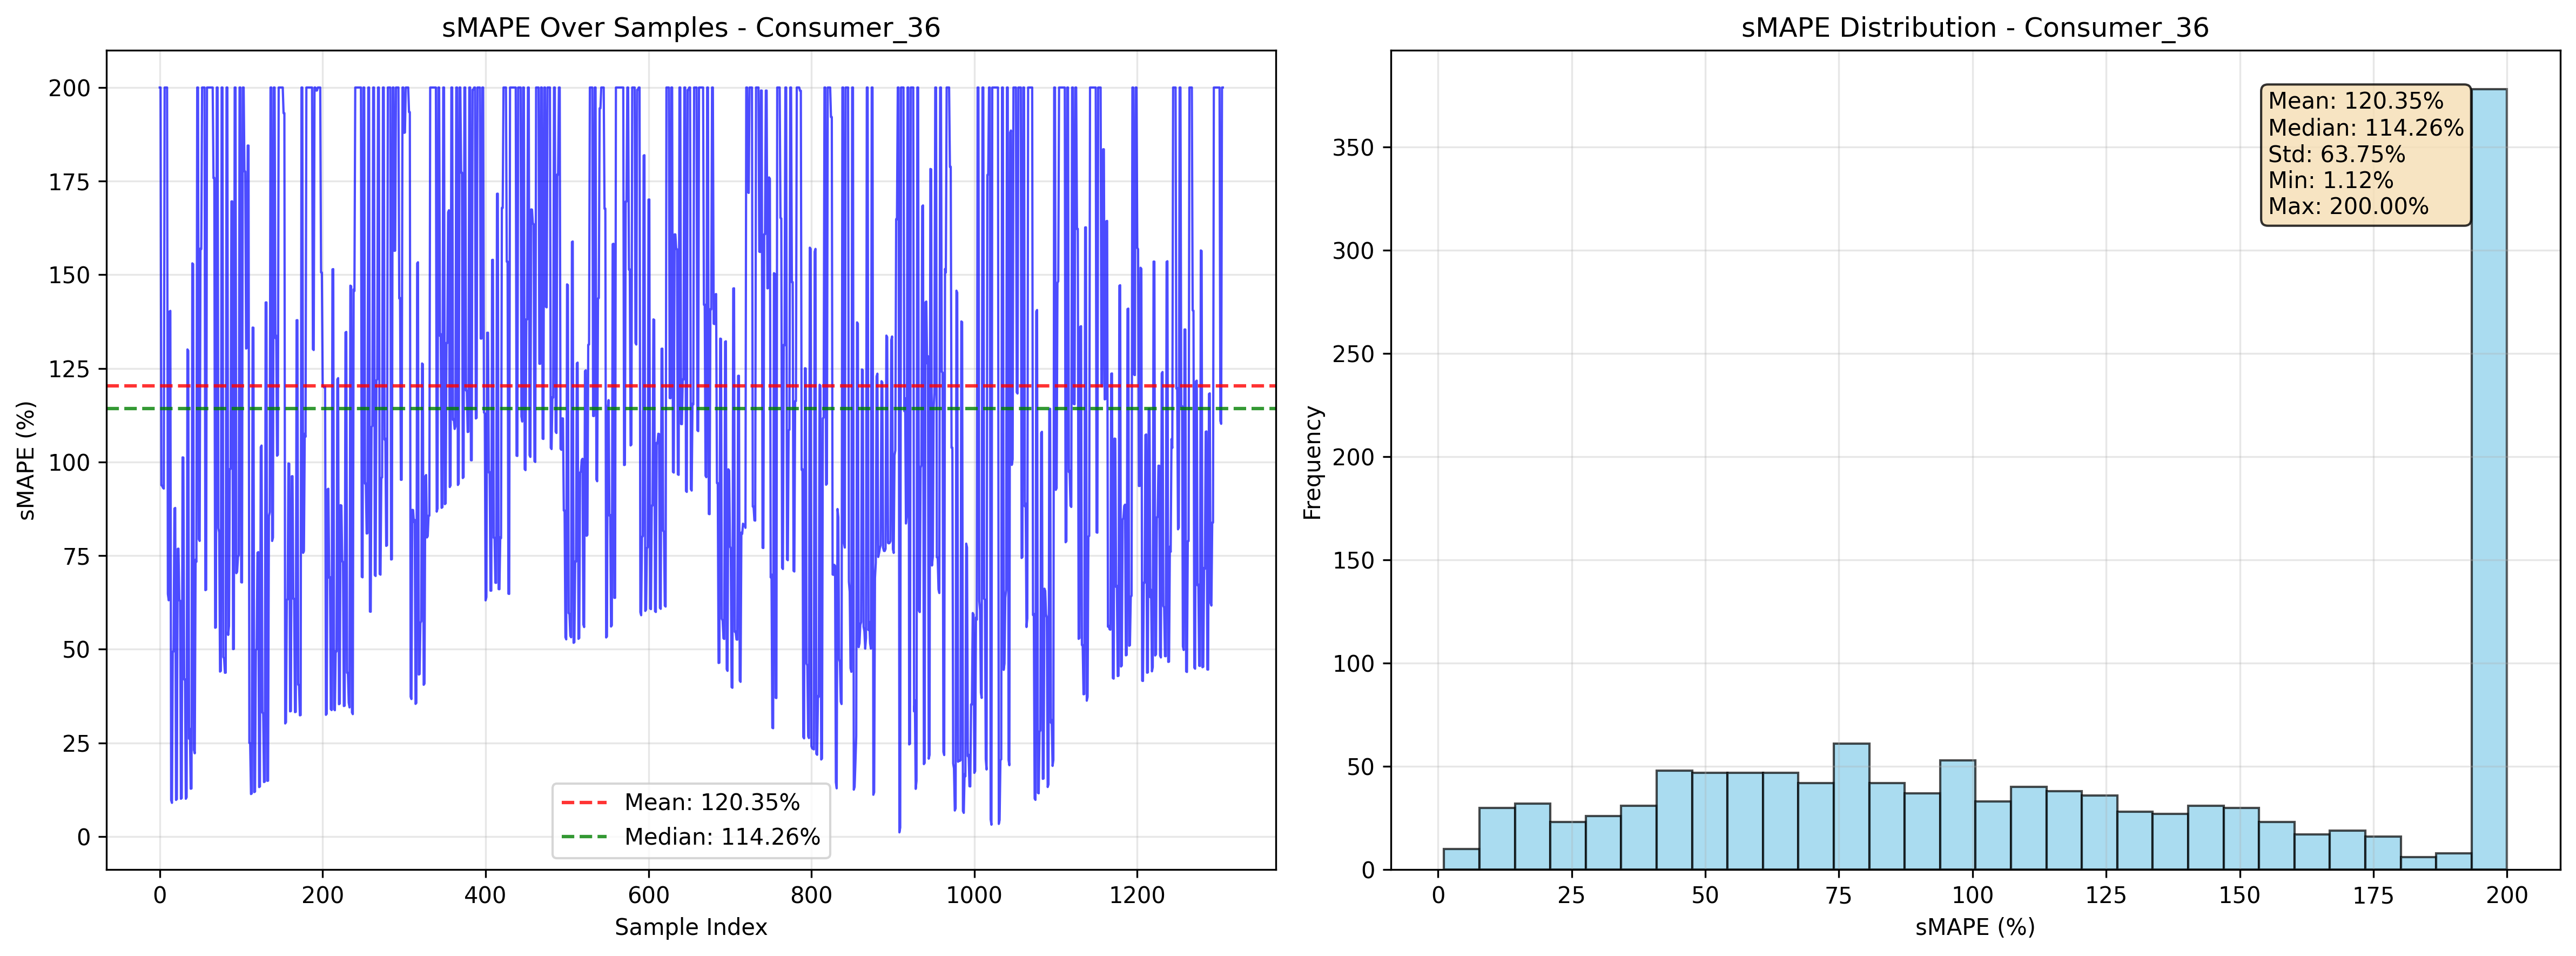 sMAPE Over Samples - Consumer_36
sMAPE (%)
200
175
150
125
100
75
50
25
0
Mean: 120.35%
Median: 114.26%
0 200 400 600 800 1000 1200
Sample Index
sMAPE Distribution - Consumer_36
Frequency
350
300
250
200
150
100
50
0
Mean: 120.35%
Median: 114.26%
Std: 63.75%
Min: 1.12%
Max: 200.00%
0 25 50 75 100 125 150 175 200
sMAPE (%)